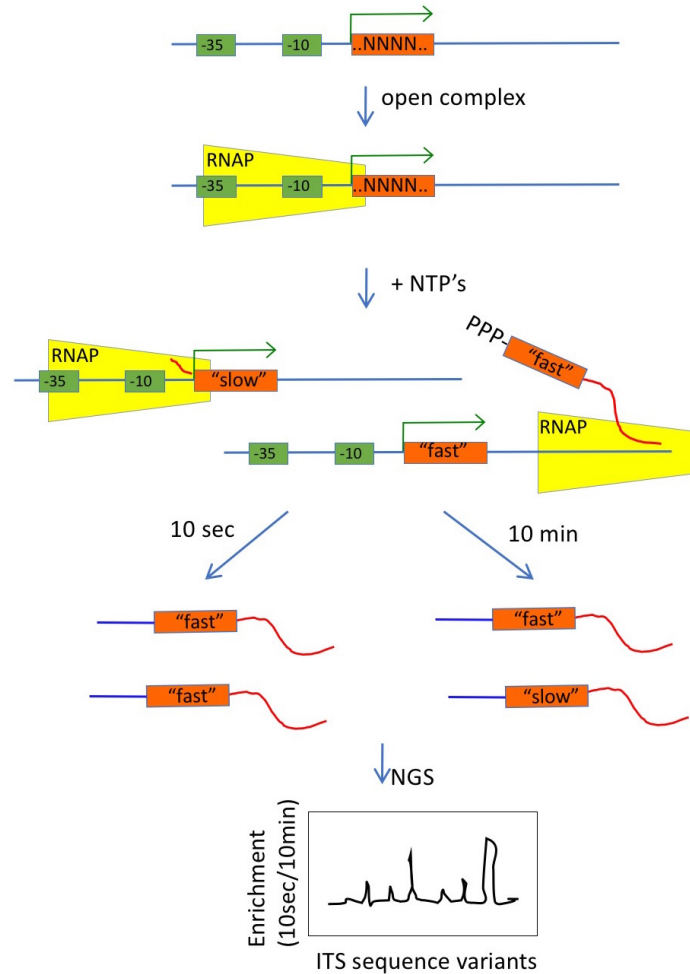 -35
-10
..NNNN..
open complex
RNAP
-35
-10
..NNNN..
+ NTP's
PPP-
"fast"
RNAP
-35
-10
"slow"
RNAP
-35
-10
"fast"
10 sec
10 min
"fast"
"fast"
"fast"
"slow"
NGS
Enrichment
(10sec/10min)
ITS sequence variants